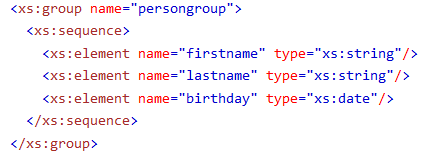 <xs:group name="persongroup">
<xs:sequence>
<xs:element name="firstname" type="xs:string"/>
<xs:element name="lastname" type="xs:string"/>
<xs:element name="birthday" type="xs:date"/>
</xs:sequence>
</xs:group>